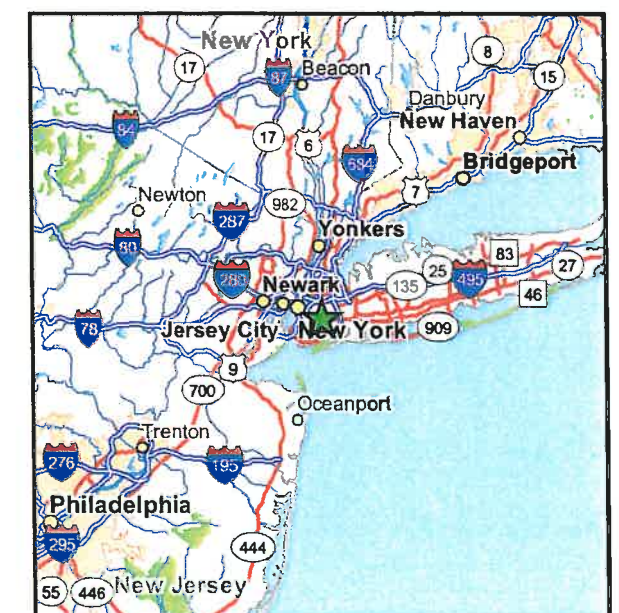 New York
8
17
87
Beacon
15
Danbury
84
17
6
New Haven
684
Bridgeport
7
Newton
982
287
Yonkers
80
83
25
27
280
495
135
Newark
46
78
Jersey City
New York
909
9
700
Oceanport
Trenton
276
195
Philadelphia
295
444
55
446
New Jersey